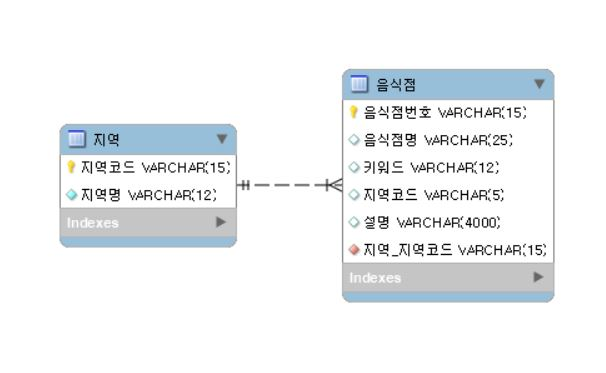 지역
지역코드 VARCHAR(15)
지역명 VARCHAR(12)
Indexes
음식점
음식점번호 VARCHAR(15)
음식점명 VARCHAR(25)
키워드 VARCHAR(12)
지역코드 VARCHAR(5)
설명 VARCHAR(4000)
지역_지역코드 VARCHAR(15)
Indexes